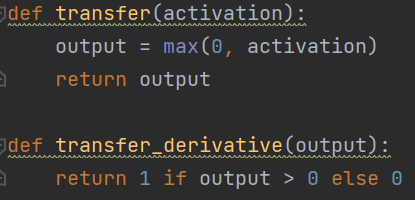 def transfer(activation):
    output = max(0, activation)
    return output
def transfer_derivative(output):
    return 1 if output > 0 else 0